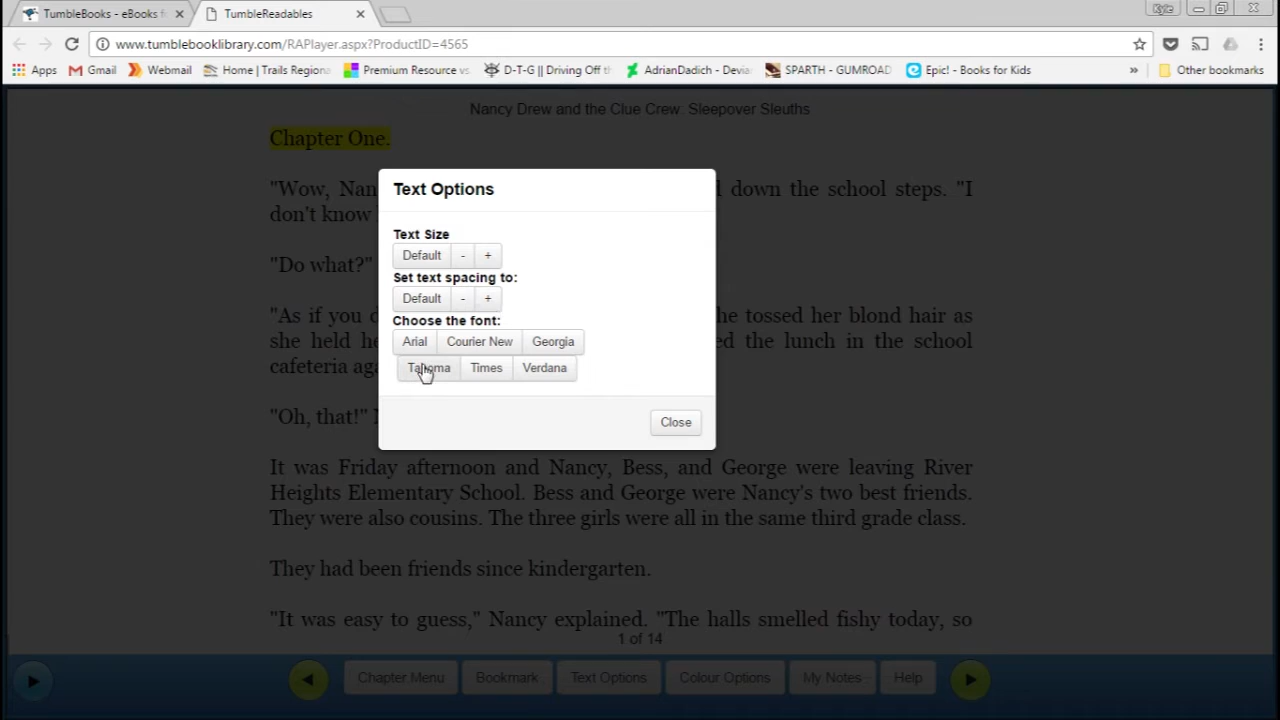 TumbleBooks - eBooks f
TumbleReadables
Kyle
www.tumblebooklibrary.com/RAPlayer.aspx?ProductID=4565
Apps Gmail Webmail Home | Trails Regiona Premium Resource vs D-T-G || Driving Off th AdrianDadich - Devia SPARTH - GUMROAD Epic! - Books for Kids » Other bookmarks
Nancy Drew and the Clue Crew: Sleepover Sleuths
Chapter One.
"Wow, Nan down the school steps. "I
don't know
"Do what?"
"As if you d he tossed her blond hair as
she held he ed the lunch in the school
cafeteria aga
"Oh, that!" N
Text Options
Text Size
Default - +
Set text spacing to:
Default - +
Choose the font:
Arial Courier New Georgia
Tahoma Times Verdana
Close
It was Friday afternoon and Nancy, Bess, and George were leaving River
Heights Elementary School. Bess and George were Nancy's two best friends.
They were also cousins. The three girls were all in the same third grade class.
They had been friends since kindergarten.
"It was easy to guess," Nancy explained. "The halls smelled fishy today, so
1 of 14
Chapter Menu Bookmark Text Options Colour Options My Notes Help